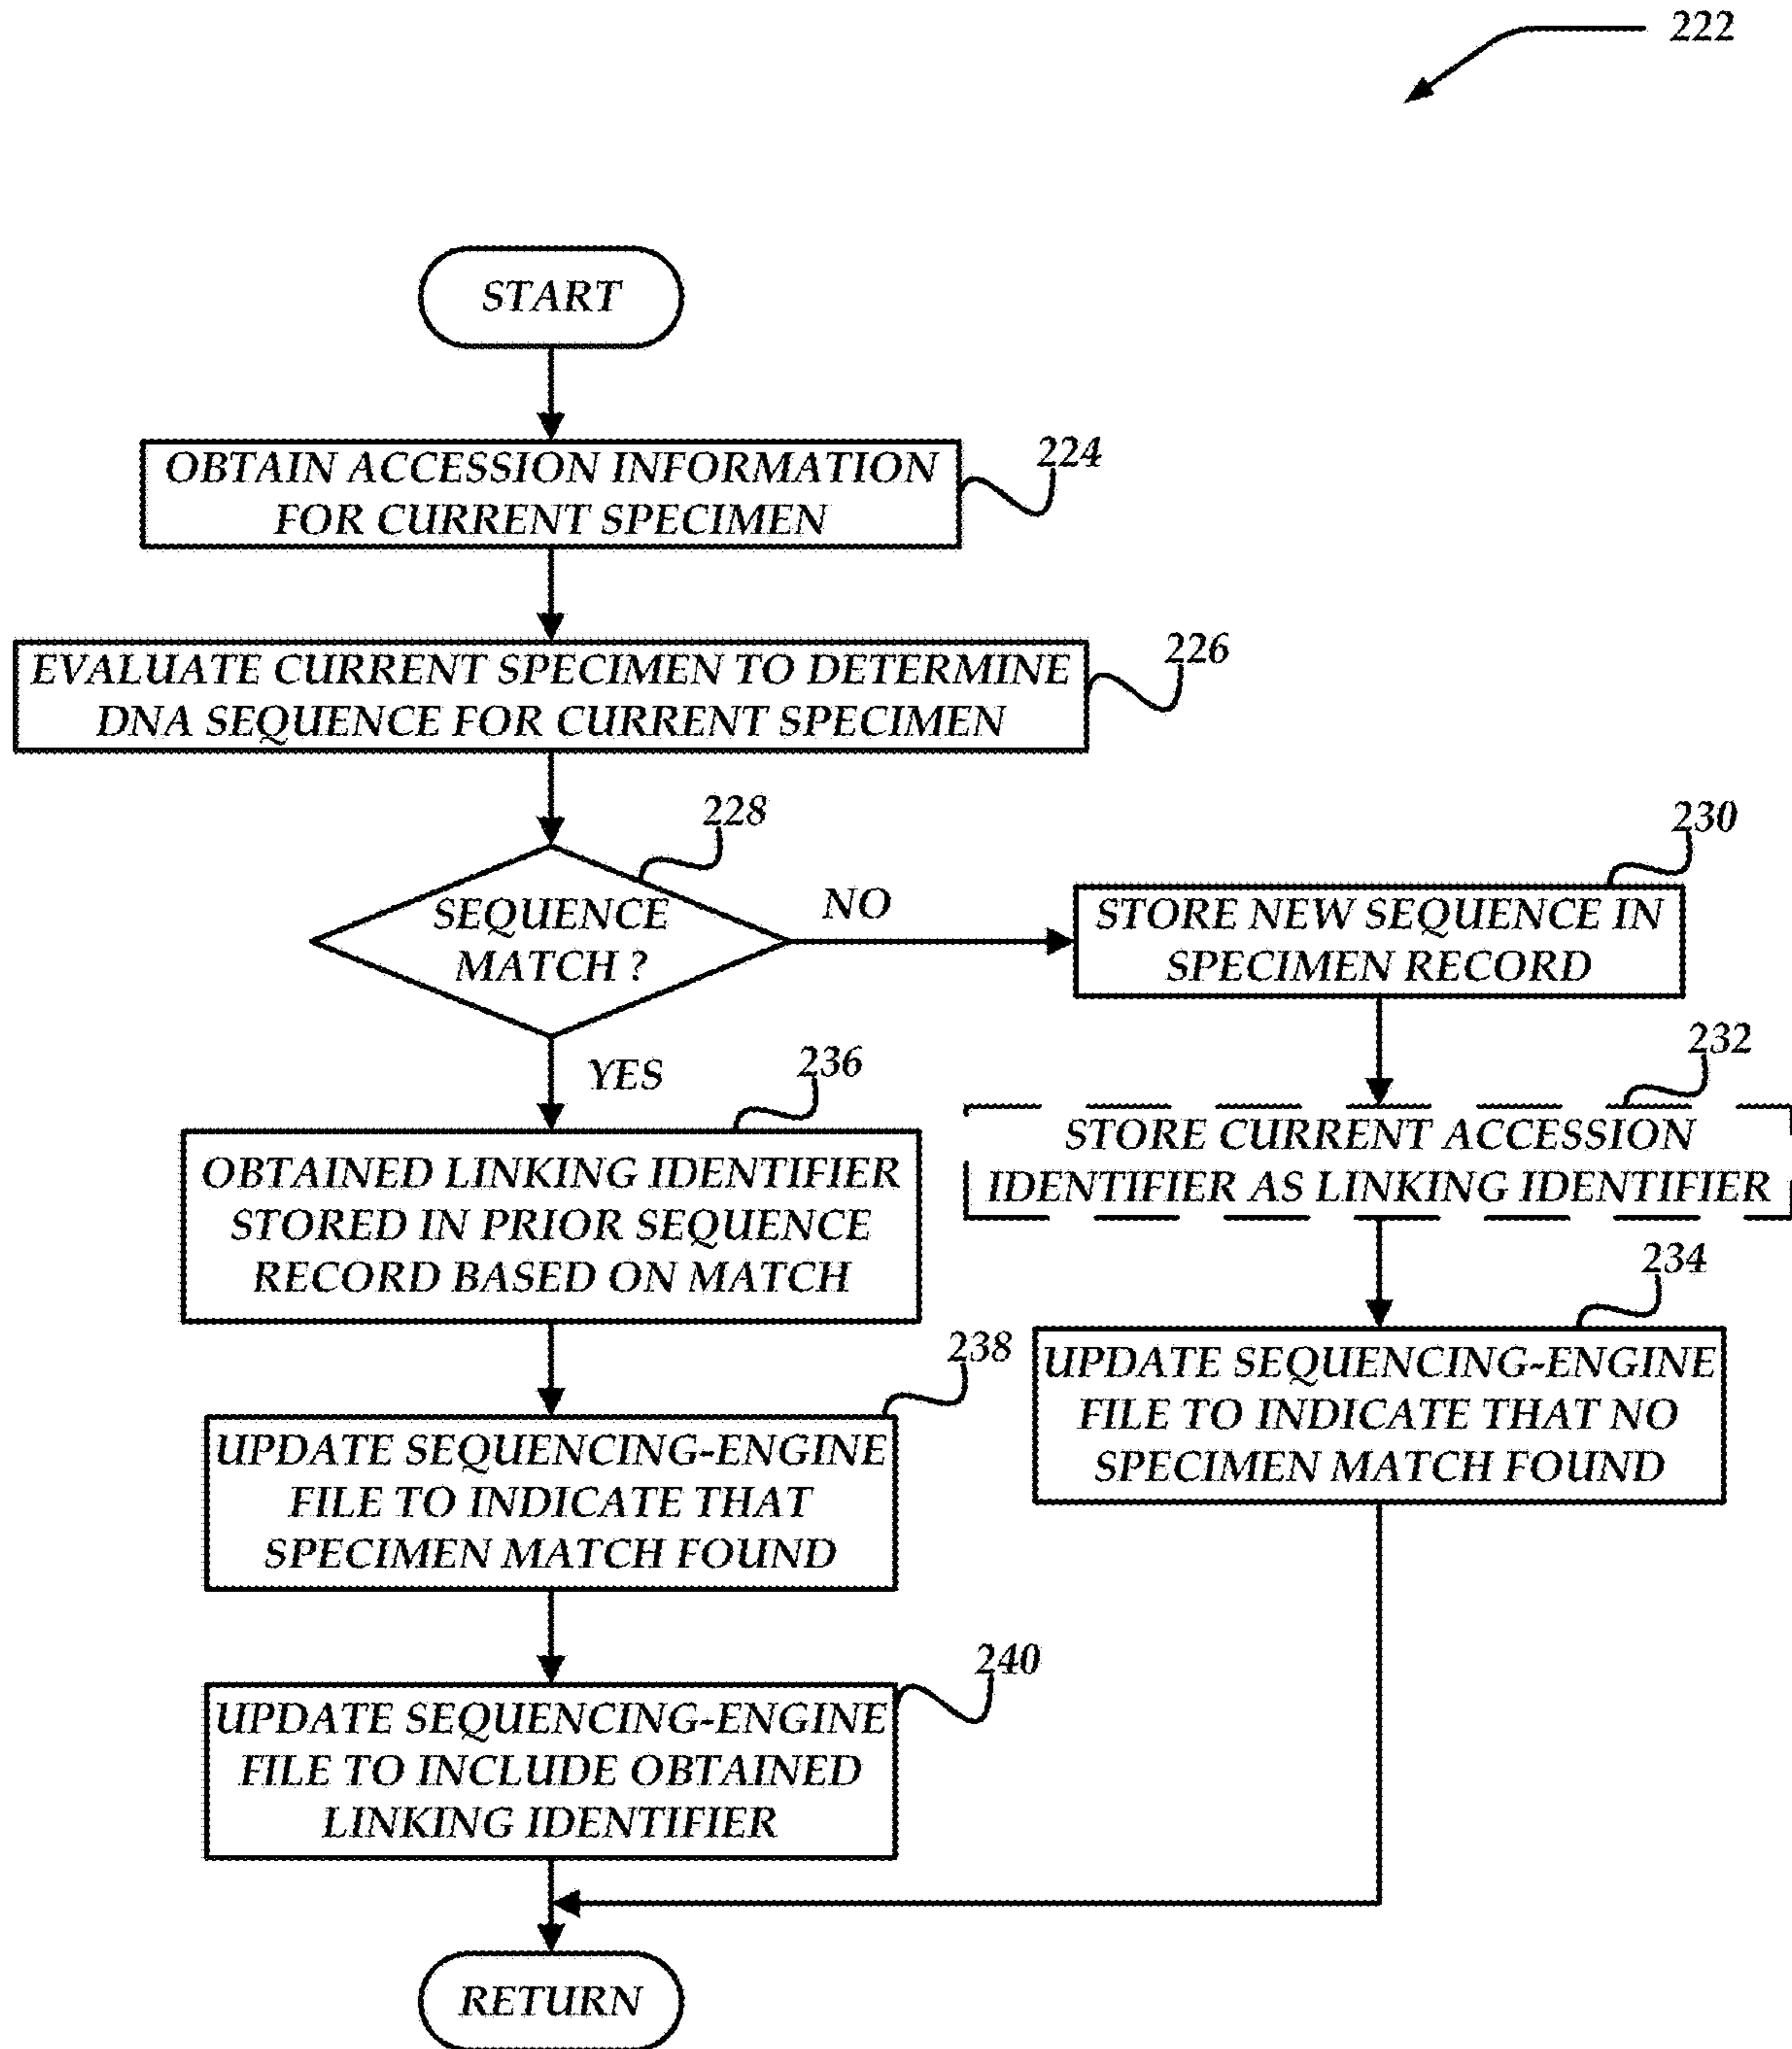 222
START
OBTAIN ACCESSION INFORMATION
FOR CURRENT SPECIMEN
224
EVALUATE CURRENT SPECIMEN TO DETERMINE
DNA SEQUENCE FOR CURRENT SPECIMEN
226
228
SEQUENCE
MATCH ?
NO
230
STORE NEW SEQUENCE IN
SPECIMEN RECORD
232
STORE CURRENT ACCESSION
IDENTIFIER AS LINKING IDENTIFIER
234
UPDATE SEQUENCING-ENGINE
FILE TO INDICATE THAT NO
SPECIMEN MATCH FOUND
YES
236
OBTAINED LINKING IDENTIFIER
STORED IN PRIOR SEQUENCE
RECORD BASED ON MATCH
238
UPDATE SEQUENCING-ENGINE
FILE TO INDICATE THAT
SPECIMEN MATCH FOUND
240
UPDATE SEQUENCING-ENGINE
FILE TO INCLUDE OBTAINED
LINKING IDENTIFIER
RETURN